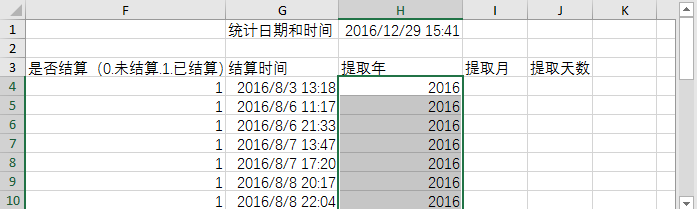 F G H I J K
1 统计日期和时间 2016/12/29 15:41
2
3 是否结算（0.未结算.1.已结算) 结算时间 提取年 提取月 提取天数
4 1 2016/8/3 13:18 2016
5 1 2016/8/6 11:17 2016
6 1 2016/8/6 21:33 2016
7 1 2016/8/7 13:47 2016
8 1 2016/8/7 17:20 2016
9 1 2016/8/8 20:17 2016
10 1 2016/8/8 22:04 2016